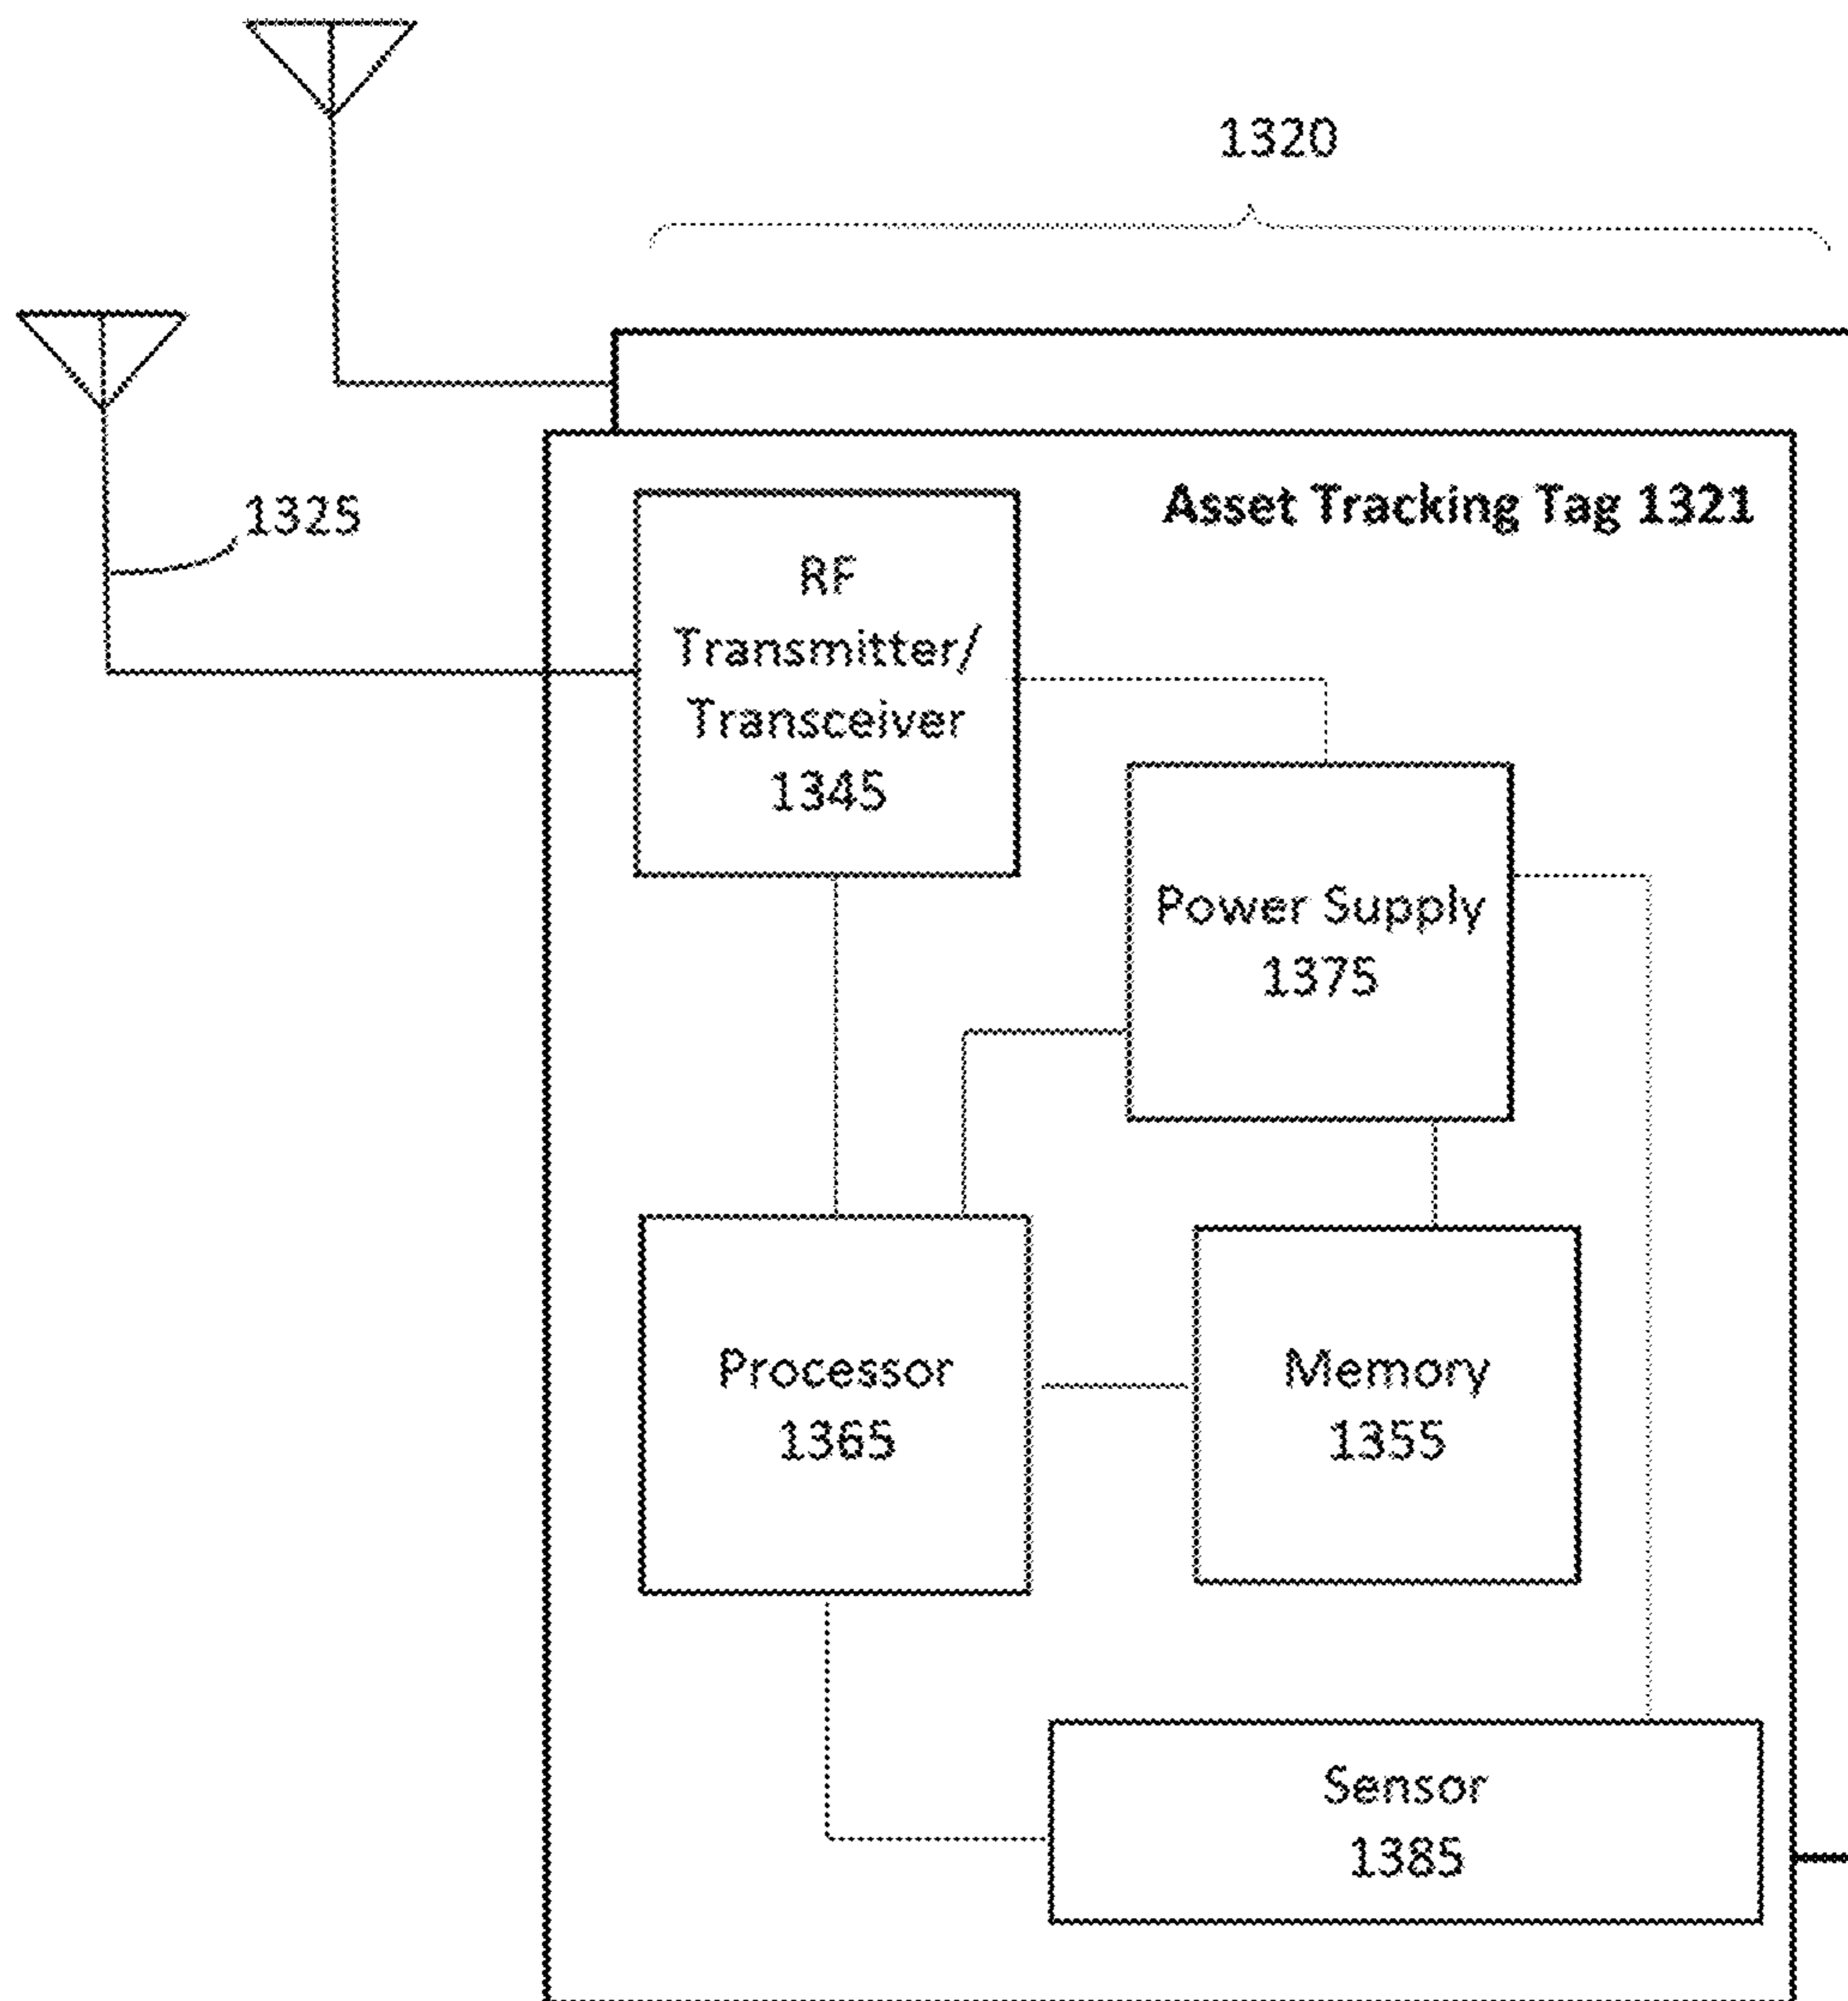 1320
1325
Asset Tracking Tag 1321
RF
Transmitter/
Transceiver
1345
Power Supply
1375
Processor
1365
Memory
1355
Sensor
1385